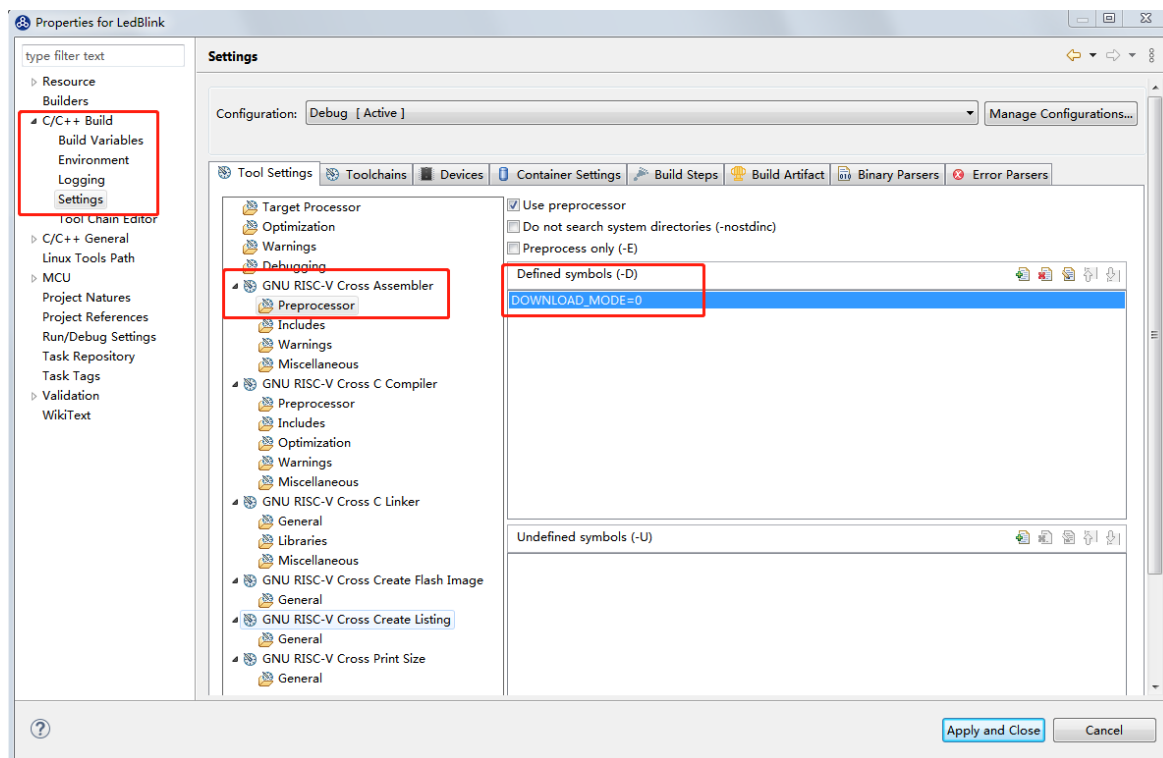 Properties for LedBlink
type filter text
Resource
Builders
C/C++ Build
Build Variables
Environment
Logging
Settings
Tool Chain Editor
C/C++ General
Linux Tools Path
MCU
Project Natures
Project References
Run/Debug Settings
Task Repository
Task Tags
Validation
WikiText
Settings
Configuration: Debug [ Active ] Manage Configurations...
Tool Settings Toolchains Devices Container Settings Build Steps Build Artifact Binary Parsers Error Parsers
Target Processor
Optimization
Warnings
Debugging
GNU RISC-V Cross Assembler
Preprocessor
Includes
Warnings
Miscellaneous
GNU RISC-V Cross C Compiler
Preprocessor
Includes
Optimization
Warnings
Miscellaneous
GNU RISC-V Cross C Linker
General
Libraries
Miscellaneous
GNU RISC-V Cross Create Flash Image
General
GNU RISC-V Cross Create Listing
General
GNU RISC-V Cross Print Size
General
Use preprocessor
Do not search system directories (-nostdinc)
Preprocess only (-E)
Defined symbols (-D)
DOWNLOAD_MODE=0
Undefined symbols (-U)
Apply and Close Cancel